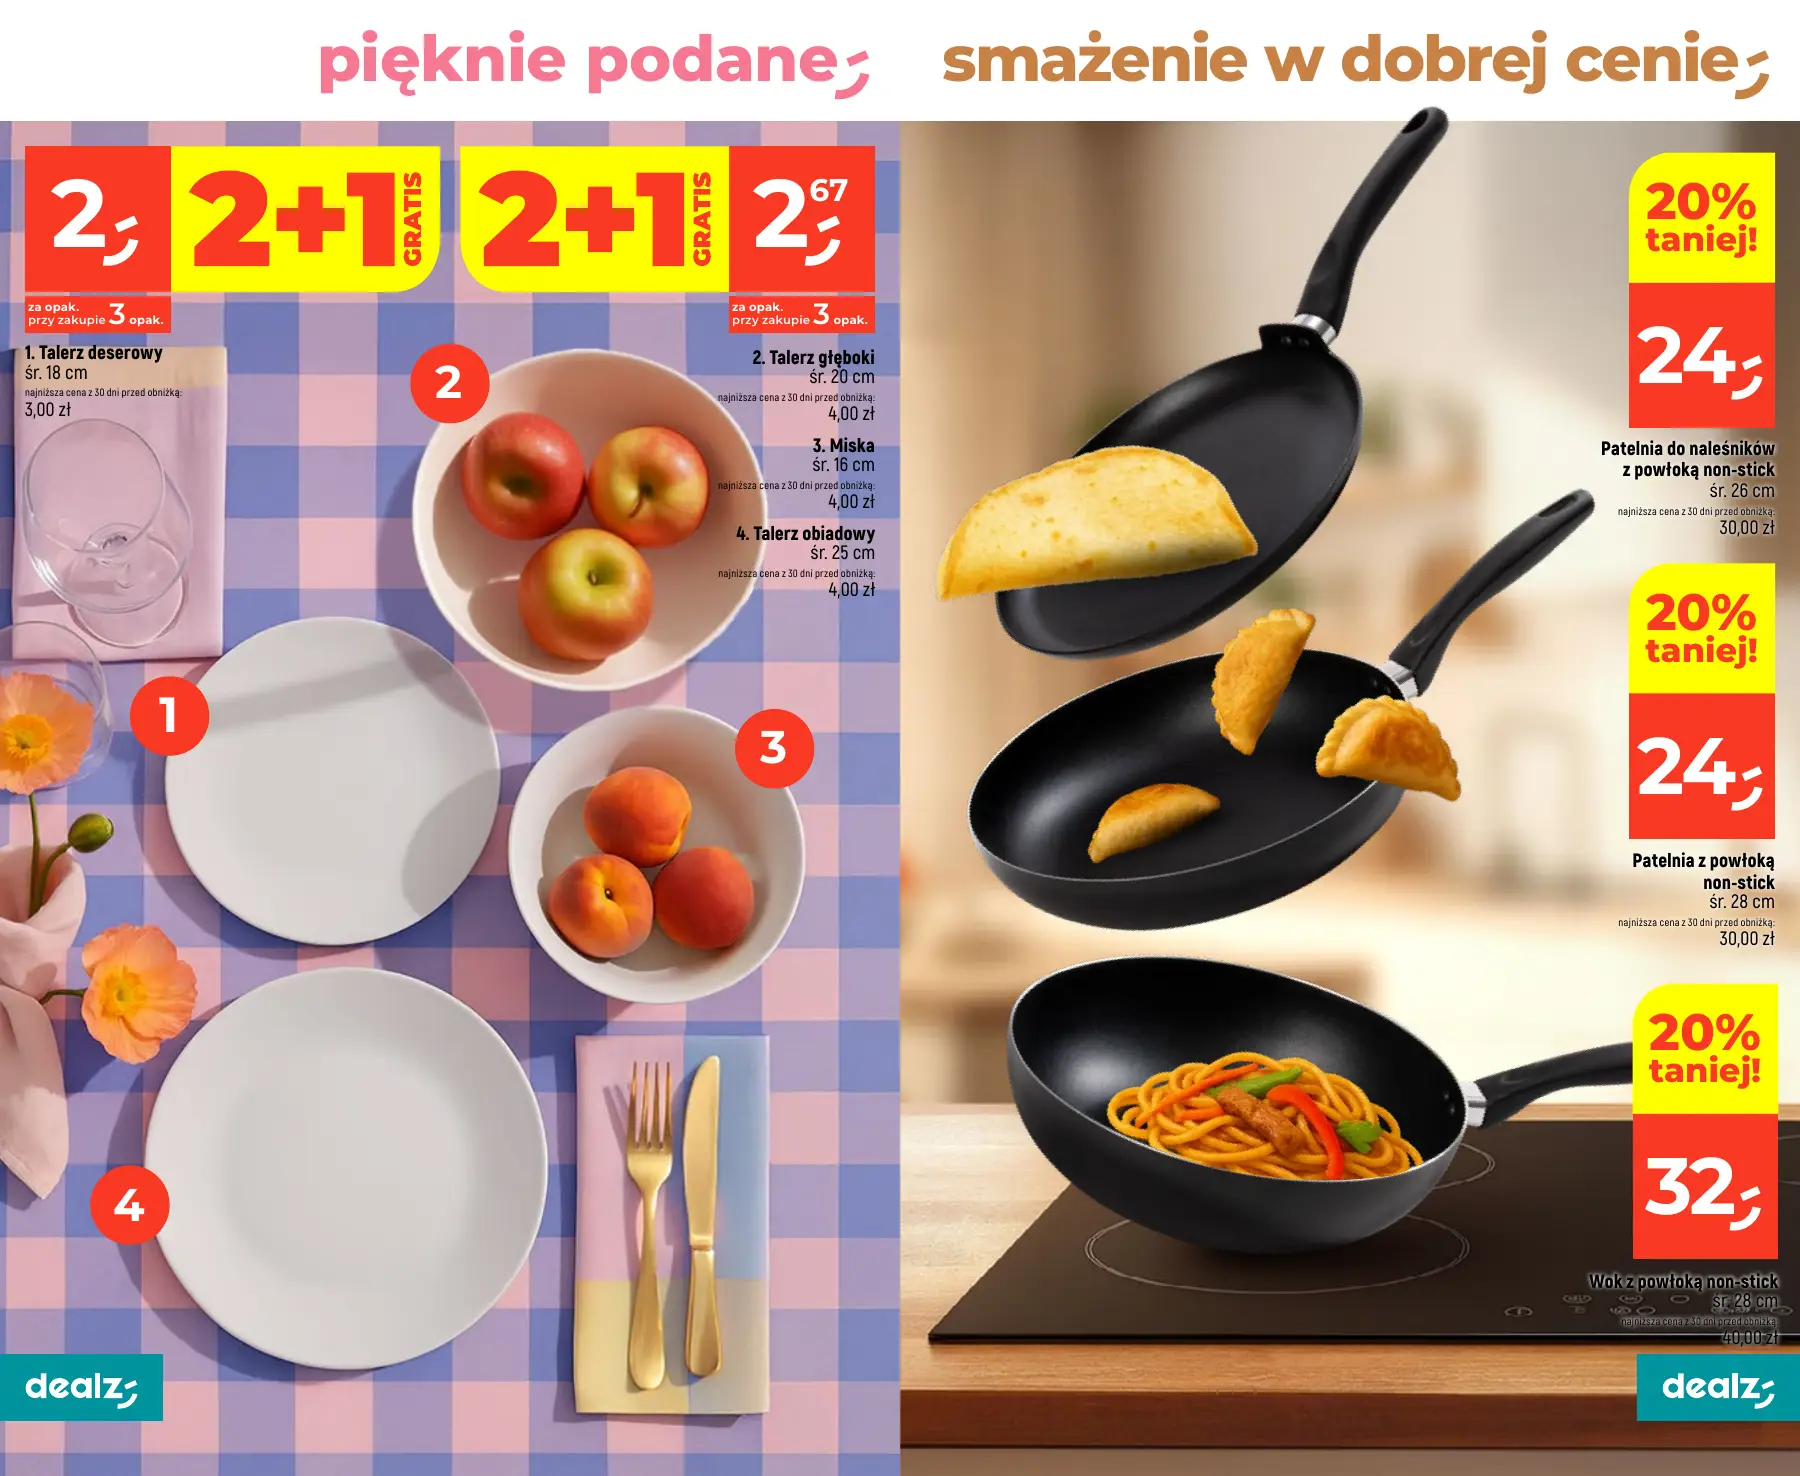 pięknie podane
2,-
2+1
GRATIS
za opak.
przy zakupie 3 opak.
1. Talerz deserowy
śr. 18 cm
najniższa cena z 30 dni przed obniżką:
3,00 zł
2+1
GRATIS
2,67
za opak.
przy zakupie 3 opak.
2. Talerz głęboki
śr. 20 cm
najniższa cena z 30 dni przed obniżką:
4,00 zł
3. Miska
śr. 16 cm
najniższa cena z 30 dni przed obniżką:
4,00 zł
4. Talerz obiadowy
śr. 25 cm
najniższa cena z 30 dni przed obniżką:
4,00 zł
2
1
3
4
dealz
smażenie w dobrej cenie
20%
taniej!
24,-
Patelnia do naleśników
z powłoką non-stick
śr. 26 cm
najniższa cena z 30 dni przed obniżką:
30,00 zł
20%
taniej!
24,-
Patelnia z powłoką
non-stick
śr. 28 cm
najniższa cena z 30 dni przed obniżką:
30,00 zł
20%
taniej!
32,-
Wok z powłoką non-stick
śr. 28 cm
najniższa cena z 30 dni przed obniżką:
40,00 zł
dealz